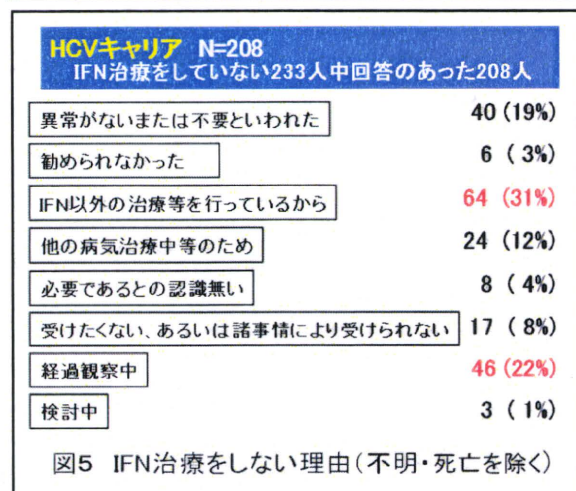 HCVキャリア N=208
IFN治療をしていない233人中回答のあった208人
異常がないまたは不要といわれた 40 (19%)
勧められなかった 6 ( 3%)
IFN以外の治療等を行っているから 64 (31%)
他の病気治療中等のため 24 (12%)
必要であるとの認識無い 8 ( 4%)
受けたくない、あるいは諸事情により受けられない 17 ( 8%)
経過観察中 46 (22%)
検討中 3 ( 1%)
図5 IFN治療をしない理由(不明・死亡を除く)